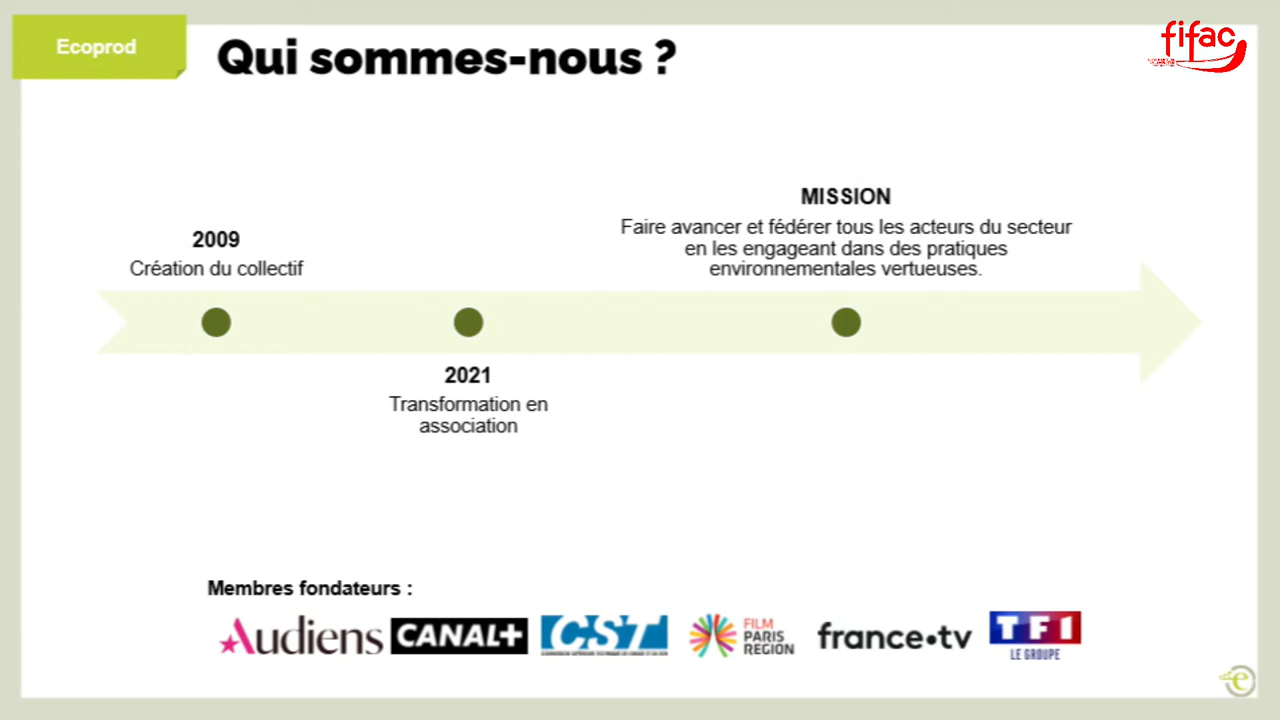 Ecoprod
Qui sommes-nous ?
fifac
MISSION
Faire avancer et fédérer tous les acteurs du secteur
en les engageant dans des pratiques
environnementales vertueuses.
2009
Création du collectif
2021
Transformation en
association
Membres fondateurs :
Audiens
CANAL+
CST
FILM
PARIS
REGION
france•tv
TF1
LE GROUPE
e